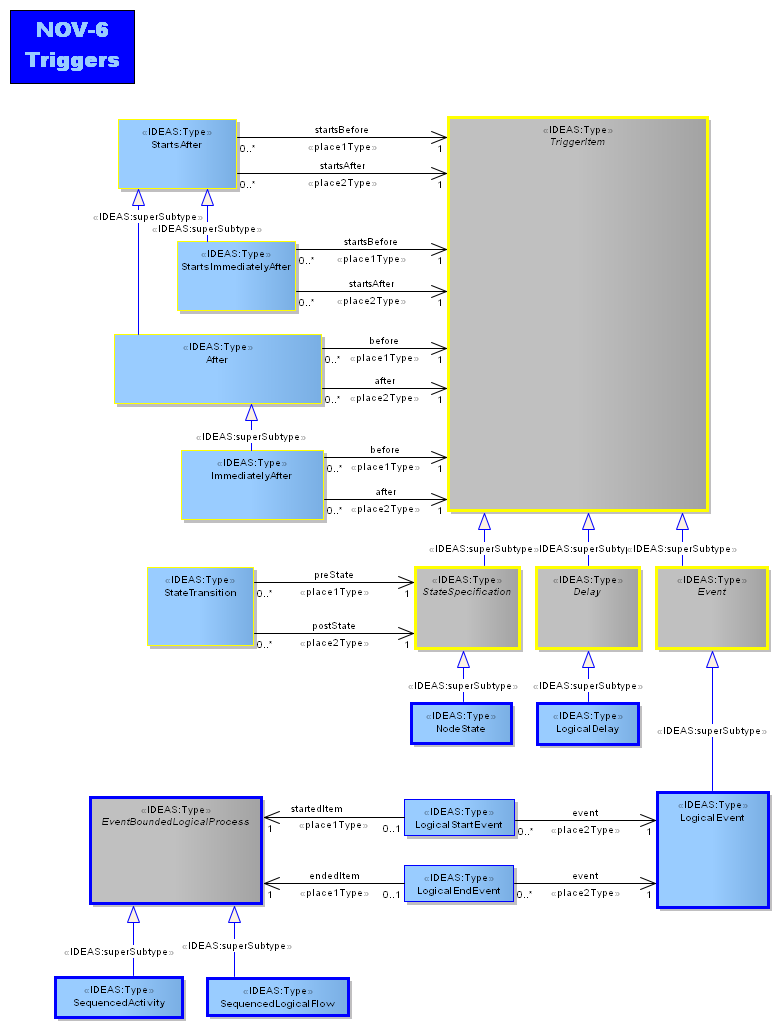 NOV-6
Triggers
«IDEAS:Type»
StartsAfter
startsBefore
0..*
«place1Type»
1
startsAfter
0..*
«place2Type»
1
«IDEAS:Type»
TriggerItem
«IDEAS:superSubtype»
«IDEAS:superSubtype»
«IDEAS:Type»
StartsImmediatelyAfter
startsBefore
0..*
«place1Type»
1
startsAfter
0..*
«place2Type»
1
«IDEAS:Type»
After
before
0..*
«place1Type»
1
after
0..*
«place2Type»
1
«IDEAS:superSubtype»
«IDEAS:Type»
ImmediatelyAfter
before
0..*
«place1Type»
1
after
0..*
«place2Type»
1
«IDEAS:superSubtype»
«IDEAS:superSubtype»
«IDEAS:superSubtype»
«IDEAS:Type»
StateTransition
preState
0..*
«place1Type»
1
postState
0..*
«place2Type»
1
«IDEAS:Type»
StateSpecification
«IDEAS:Type»
Delay
«IDEAS:Type»
Event
«IDEAS:superSubtype»
«IDEAS:superSubtype»
«IDEAS:superSubtype»
«IDEAS:Type»
NodeState
«IDEAS:Type»
LogicalDelay
«IDEAS:Type»
EventBoundedLogicalProcess
startedItem
1
«place1Type»
0..1
«IDEAS:Type»
LogicalStartEvent
event
0..*
«place2Type»
1
«IDEAS:Type»
LogicalEvent
endedItem
1
«place1Type»
0..1
«IDEAS:Type»
LogicalEndEvent
event
0..*
«place2Type»
1
«IDEAS:superSubtype»
«IDEAS:superSubtype»
«IDEAS:Type»
SequencedActivity
«IDEAS:Type»
SequencedLogicalFlow